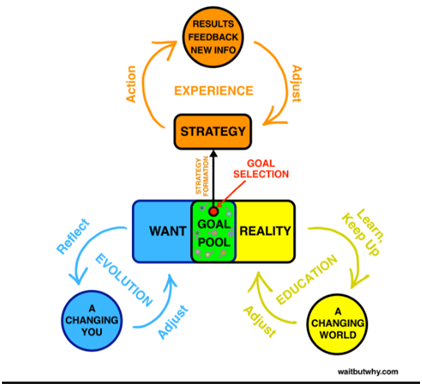 RESULTS
FEEDBACK
NEW INFO
Action
Adjust
EXPERIENCE
STRATEGY
STRATEGY
FORMATION
GOAL
SELECTION
WANT
GOAL
POOL
REALITY
Reflect
EVOLUTION
Adjust
A
CHANGING
YOU
Learn,
Keep Up
EDUCATION
Adjust
A
CHANGING
WORLD
waitbutwhy.com